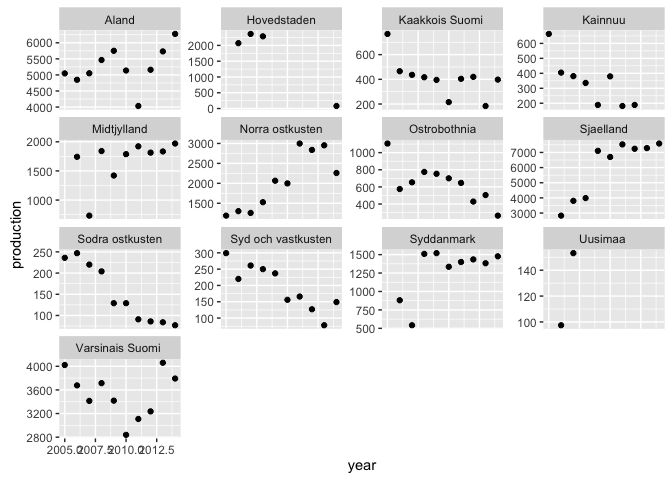 Aland Hovedstaden Kaakkois Suomi Kainnuu
6000 2000 600 600
5500 1500 500
5000 1000 400 400
4500 500 300
4000 0 200 200
Midtjylland Norra ostkusten Ostrobothnia Sjaelland
2000 3000 1000 7000
1500 2500 800 6000
2000 600 5000
1000 1500 400 4000
3000
Sodra ostkusten Syd och vastkusten Syddanmark Uusimaa
250 300 1500
200 250 1250 140
150 200 1000 120
100 150 750
100 500 100
Varsinais Suomi
4000
3600
3200
2800
2005.0 2007.5 2010.0 2012.5
year
production